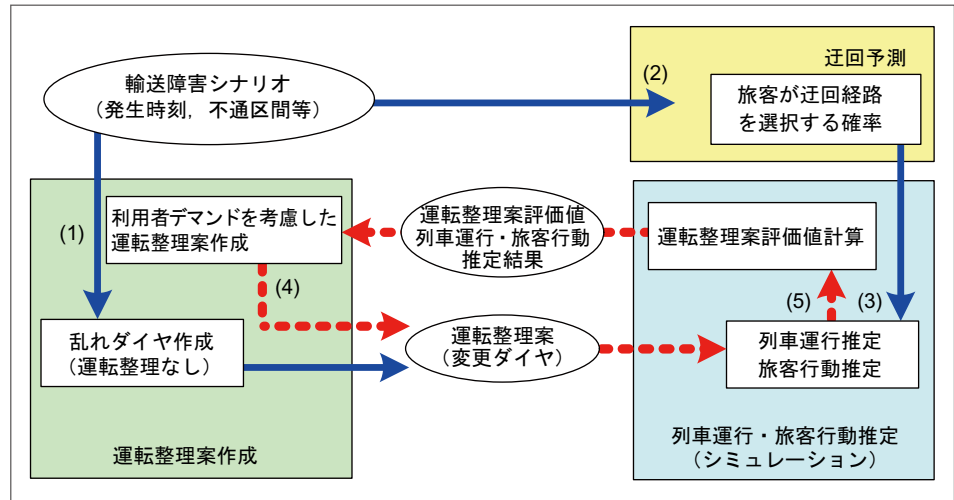 輸送障害シナリオ
（発生時刻，不通区間等）
(2)
迂回予測
旅客が迂回経路
を選択する確率
(1)
利用者デマンドを考慮した
運転整理案作成
運転整理案評価値
列車運行・旅客行動
推定結果
運転整理案評価値計算
(4)
(5)
(3)
乱れダイヤ作成
（運転整理なし）
運転整理案
（変更ダイヤ）
列車運行推定
旅客行動推定
運転整理案作成
列車運行・旅客行動推定
（シミュレーション）